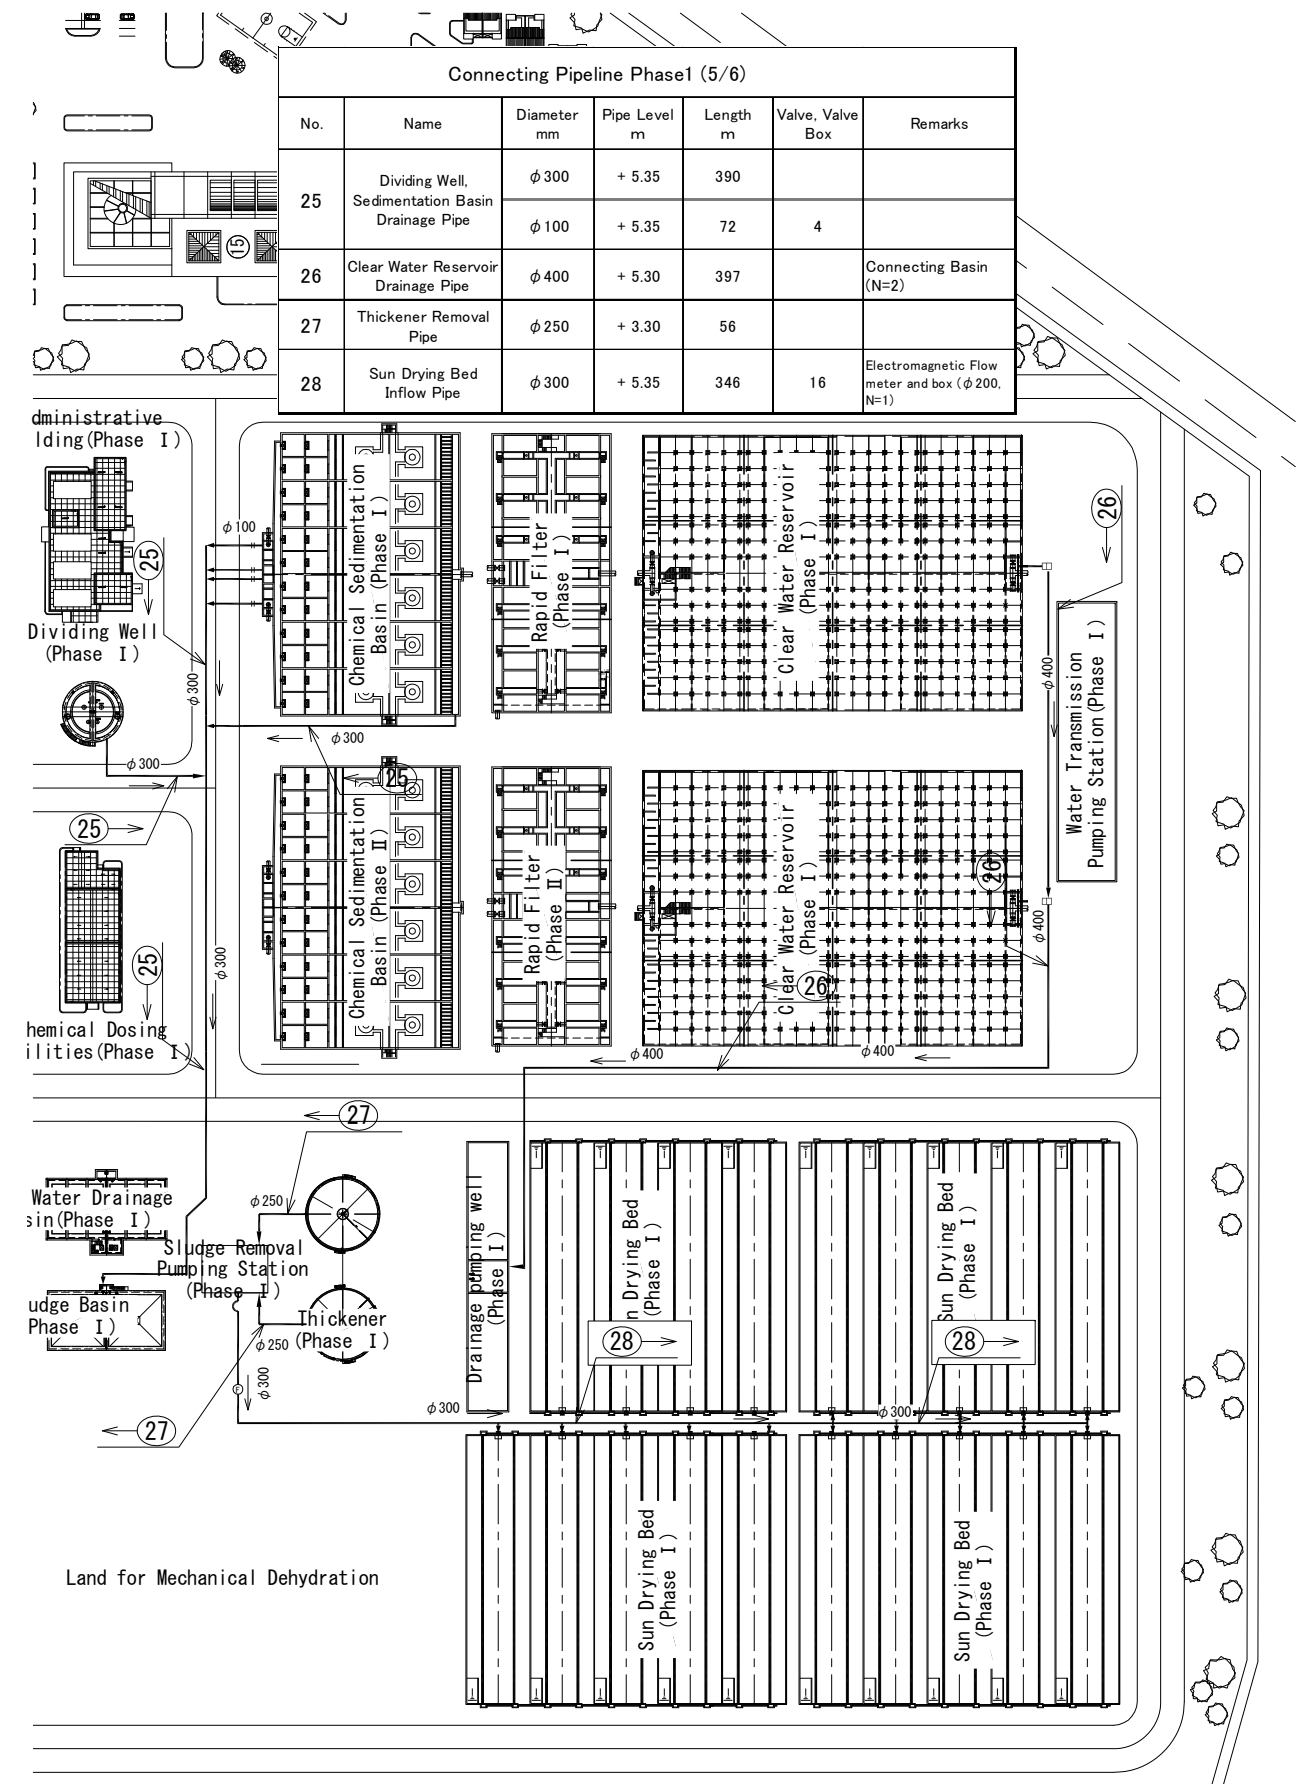 Connecting Pipeline Phase1 (5/6)
No.
Name
Diameter
mm
Pipe Level
m
Length
m
Valve, Valve
Box
Remarks
25
Dividing Well,
Sedimentation Basin
Drainage Pipe
φ300
+ 5.35
390
φ100
+ 5.35
72
4
26
Clear Water Reservoir
Drainage Pipe
φ400
+ 5.30
397
Connecting Basin
(N=2)
27
Thickener Removal
Pipe
φ250
+ 3.30
56
28
Sun Drying Bed
Inflow Pipe
φ300
+ 5.35
346
16
Electromagnetic Flow
meter and box (φ200,
N=1)
15
dministrative
lding(Phase I)
25
φ100
Dividing Well
(Phase I)
φ300
φ300
25
25
hemical Dosing
ilities(Phase I)
φ300
Chemical Sedimentation
Basin (Phase I)
φ300
25
Chemical Sedimentation
Basin (Phase II)
Rapid Filter
(Phase I)
Rapid Filter
(Phase II)
Clear Water Reservoir
(Phase I)
Clear Water Reservoir
(Phase I)
26
φ400
Water Transmission
Pumping Station(Phase I)
26
φ400
26
φ400
φ400
27
φ250
Water Drainage
sin(Phase I)
Sludge Removal
Pumping Station
(Phase I)
udge Basin
Phase I)
Thickener
(Phase I)
φ250
φ300
F
27
Drainage pumping well
(Phase I)
n Drying Bed
(Phase I)
Sun Drying Bed
(Phase I)
28
28
φ300
φ300
Sun Drying Bed
(Phase I)
Sun Drying Bed
(Phase I)
Land for Mechanical Dehydration